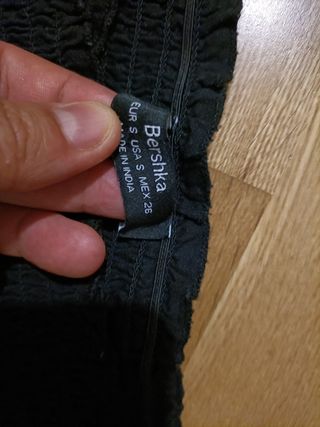 Bershka
EUR S USA S MEX 26
MADE IN INDIA